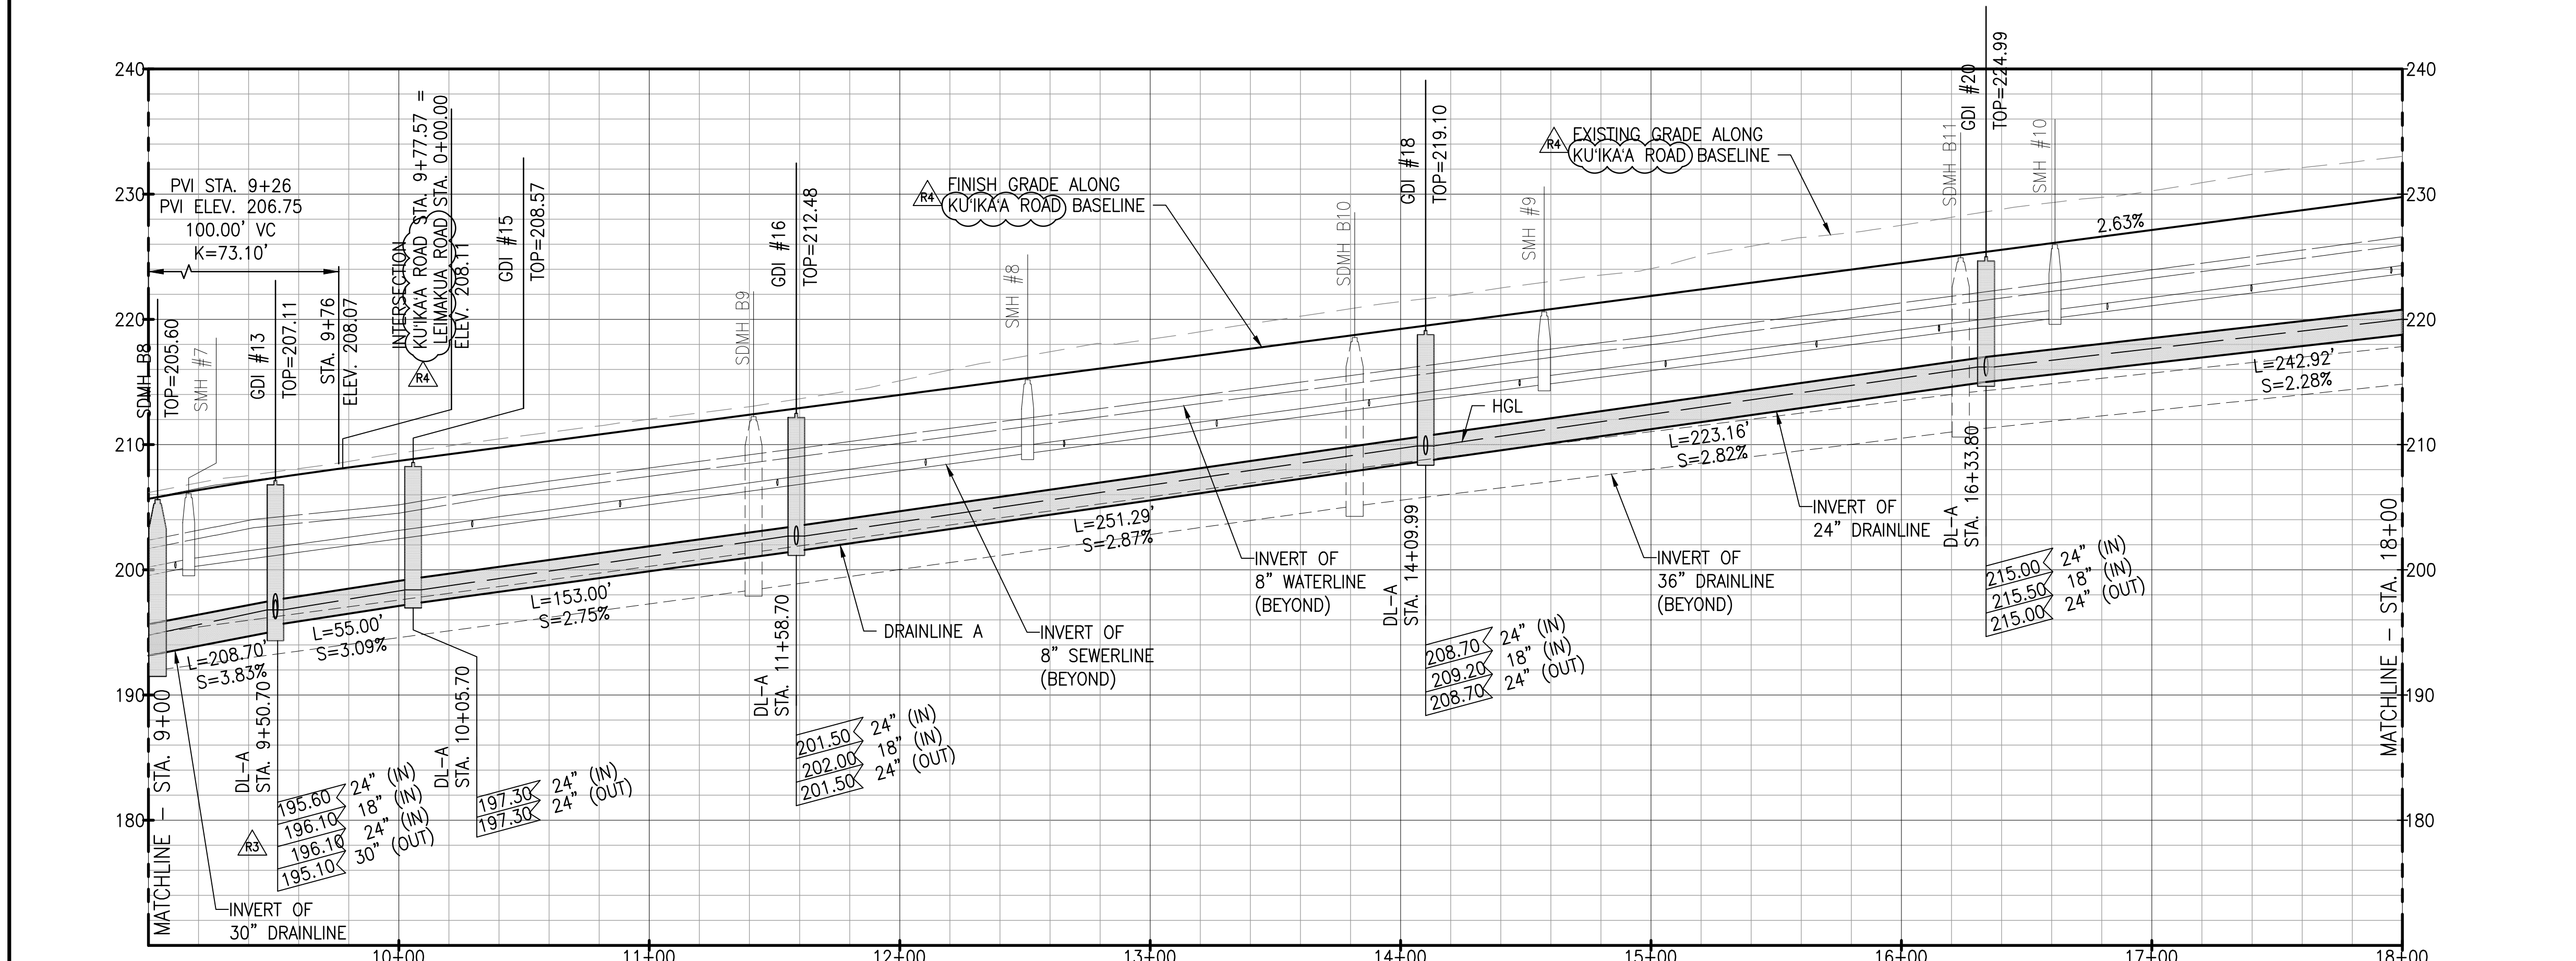 240
230
220
210
200
190
180
240
230
220
210
200
190
180
PVI STA. 9+26
PVI ELEV. 206.75
100.00' VC
K=73.10'
SDMH B8
TOP=205.60
SMH #7
GDI #13
TOP=207.11
STA. 9+76
ELEV. 208.07
INTERSECTION
KU'IKA'A ROAD STA. 9+77.57 =
LEIMAKUA ROAD STA. 0+00.00
ELEV. 208.11
R4
GDI #15
TOP=208.57
SDMH B9
GDI #16
TOP=212.48
R4
FINISH GRADE ALONG
KU'IKA'A ROAD BASELINE
SMH #8
SDMH B10
GDI #18
TOP=219.10
SMH #9
R4
EXISTING GRADE ALONG
KU'IKA'A ROAD BASELINE
SDMH B11
GDI #20
TOP=224.99
SMH #10
2.63%
L=208.70'
S=3.83%
L=55.00'
S=3.09%
L=153.00'
S=2.75%
L=251.29'
S=2.87%
HGL
L=223.16'
S=2.82%
L=242.92'
S=2.28%
MATCHLINE - STA. 9+00
INVERT OF
30" DRAINLINE
DL-A
STA. 9+50.70
R3
195.60 24" (IN)
196.10 18" (IN)
196.10 24" (IN)
195.10 30" (OUT)
DL-A
STA. 10+05.70
197.30 24" (IN)
197.30 24" (OUT)
DL-A
STA. 11+58.70
201.50 24" (IN)
202.00 18" (IN)
201.50 24" (OUT)
DRAINLINE A
INVERT OF
8" SEWERLINE
(BEYOND)
INVERT OF
8" WATERLINE
(BEYOND)
DL-A
STA. 14+09.99
208.70 24" (IN)
209.20 18" (IN)
208.70 24" (OUT)
INVERT OF
36" DRAINLINE
(BEYOND)
INVERT OF
24" DRAINLINE
DL-A
STA. 16+33.80
215.00 24" (IN)
215.50 18" (IN)
215.00 24" (OUT)
MATCHLINE - STA. 18+00
10+00
11+00
12+00
13+00
14+00
15+00
16+00
17+00
18+00